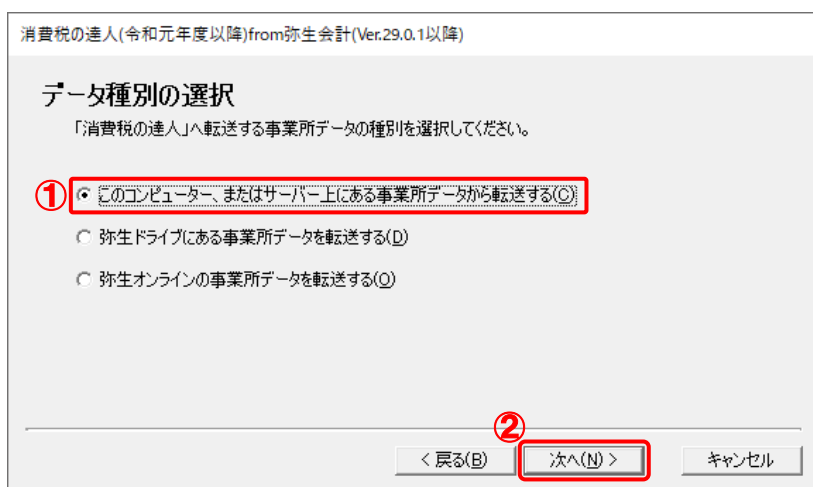 消費税の達人(令和元年度以降)from弥生会計(Ver.29.0.1以降)
データ種別の選択
「消費税の達人」へ転送する事業所データの種別を選択してください。
① このコンピューター、またはサーバー上にある事業所データから転送する(C)
弥生ドライブにある事業所データを転送する(D)
弥生オンラインの事業所データを転送する(O)
②
< 戻る(B) 次へ(N) > キャンセル